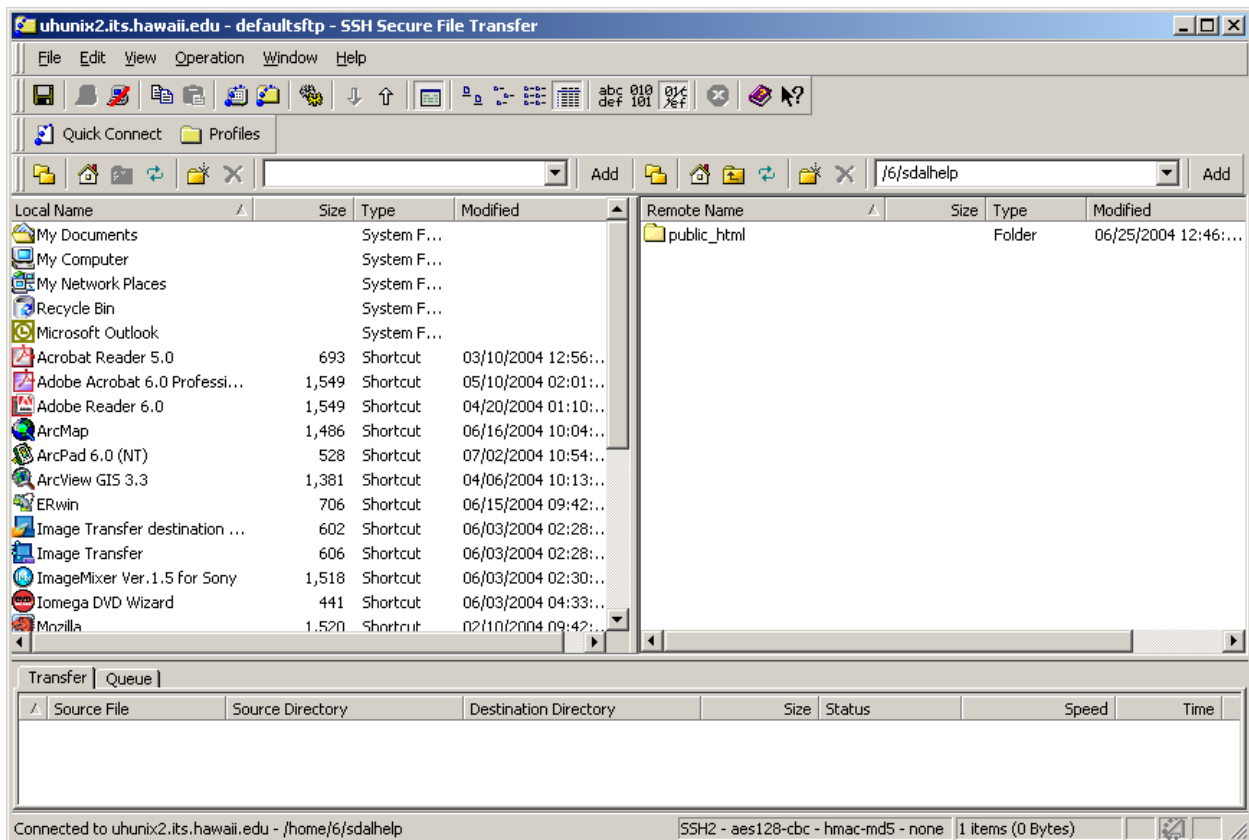 uhunix2.its.hawaii.edu - defaultsftp - SSH Secure File Transfer
File Edit View Operation Window Help
abc def 010 101
Quick Connect Profiles
Add /6/sdalhelp Add
Local Name Size Type Modified Remote Name Size Type Modified
My Documents System F... public_html Folder 06/25/2004 12:46:...
My Computer System F...
My Network Places System F...
Recycle Bin System F...
Microsoft Outlook System F...
Acrobat Reader 5.0 693 Shortcut 03/10/2004 12:56:...
Adobe Acrobat 6.0 Professi... 1,549 Shortcut 05/10/2004 02:01:...
Adobe Reader 6.0 1,549 Shortcut 04/20/2004 01:10:...
ArcMap 1,486 Shortcut 06/16/2004 10:04:...
ArcPad 6.0 (NT) 528 Shortcut 07/02/2004 10:54:...
ArcView GIS 3.3 1,381 Shortcut 04/06/2004 10:13:...
ERwin 706 Shortcut 06/15/2004 09:42:...
Image Transfer destination ... 602 Shortcut 06/03/2004 02:28:...
Image Transfer 606 Shortcut 06/03/2004 02:28:...
ImageMixer Ver.1.5 for Sony 1,518 Shortcut 06/03/2004 02:30:...
Iomega DVD Wizard 441 Shortcut 06/03/2004 04:33:...
Mozilla 1,520 Shortcut 02/10/2004 09:42:...
Transfer Queue
Source File Source Directory Destination Directory Size Status Speed Time
Connected to uhunix2.its.hawaii.edu - /home/6/sdalhelp SSH2 - aes128-cbc - hmac-md5 - none 1 items (0 Bytes)